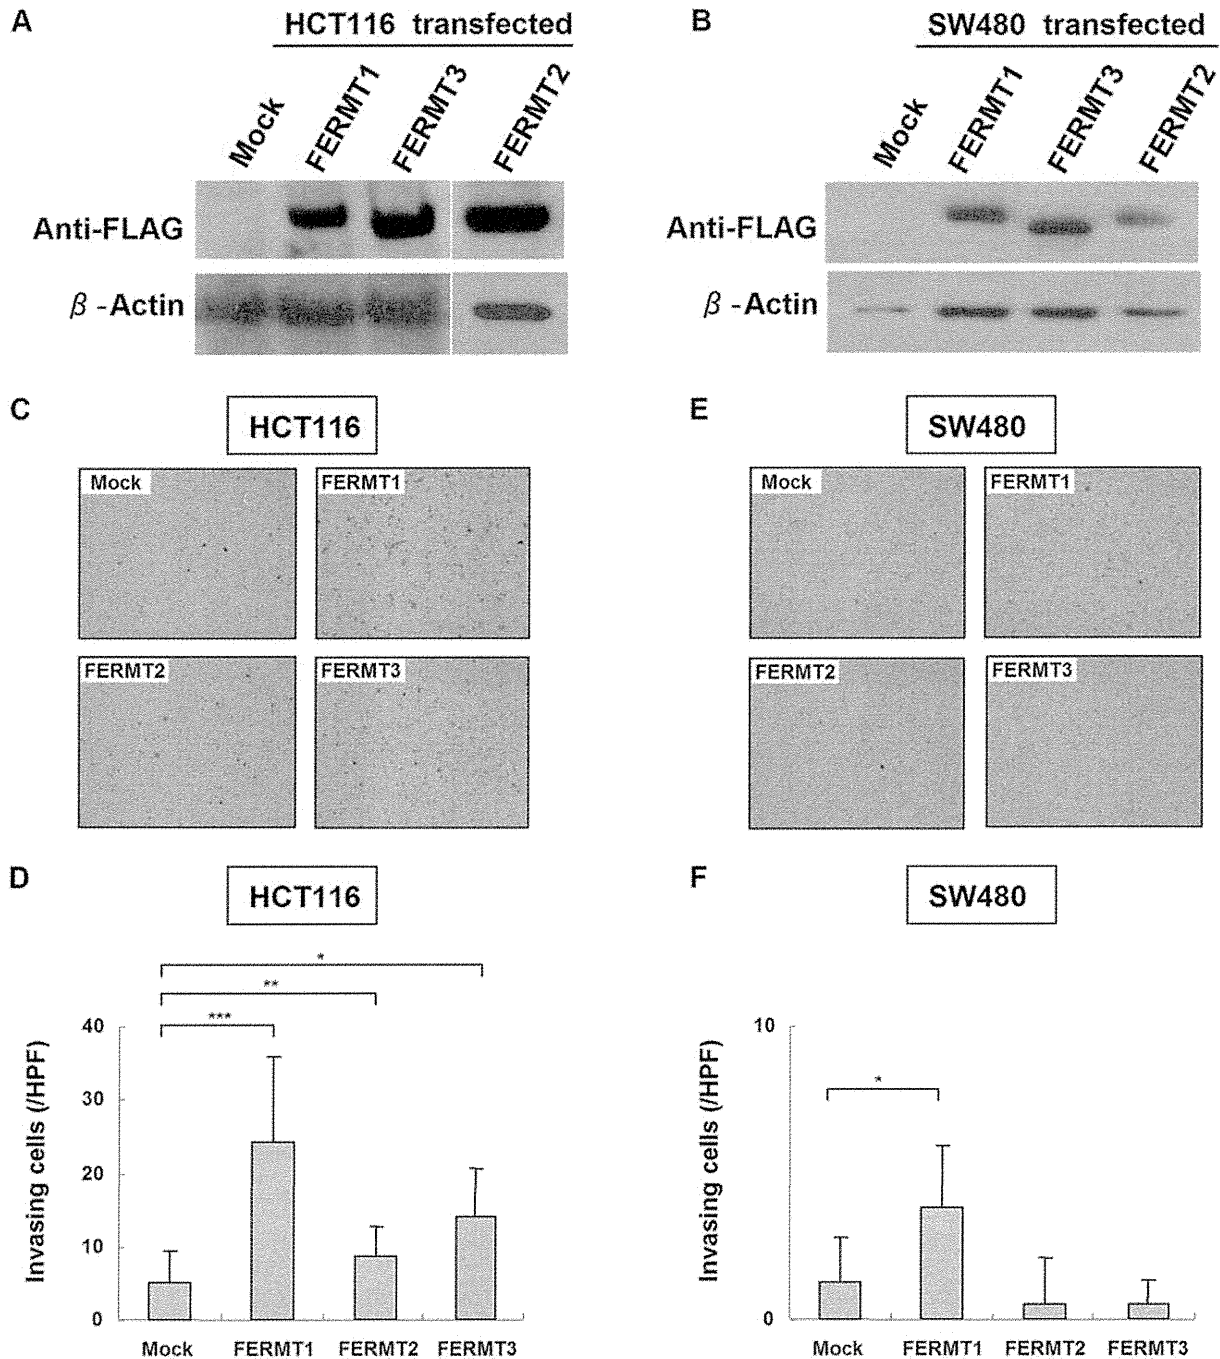 A
HCT116 transfected
Mock
FERMT1
FERMT3
FERMT2
Anti-FLAG
β-Actin
B
SW480 transfected
Mock
FERMT1
FERMT3
FERMT2
Anti-FLAG
β-Actin
C
HCT116
Mock
FERMT1
FERMT2
FERMT3
E
SW480
Mock
FERMT1
FERMT2
FERMT3
D
HCT116
*
**
***
Invasing cells (/HPF)
40
30
20
10
0
Mock FERMT1 FERMT2 FERMT3
F
SW480
*
Invasing cells (/HPF)
10
0
Mock FERMT1 FERMT2 FERMT3